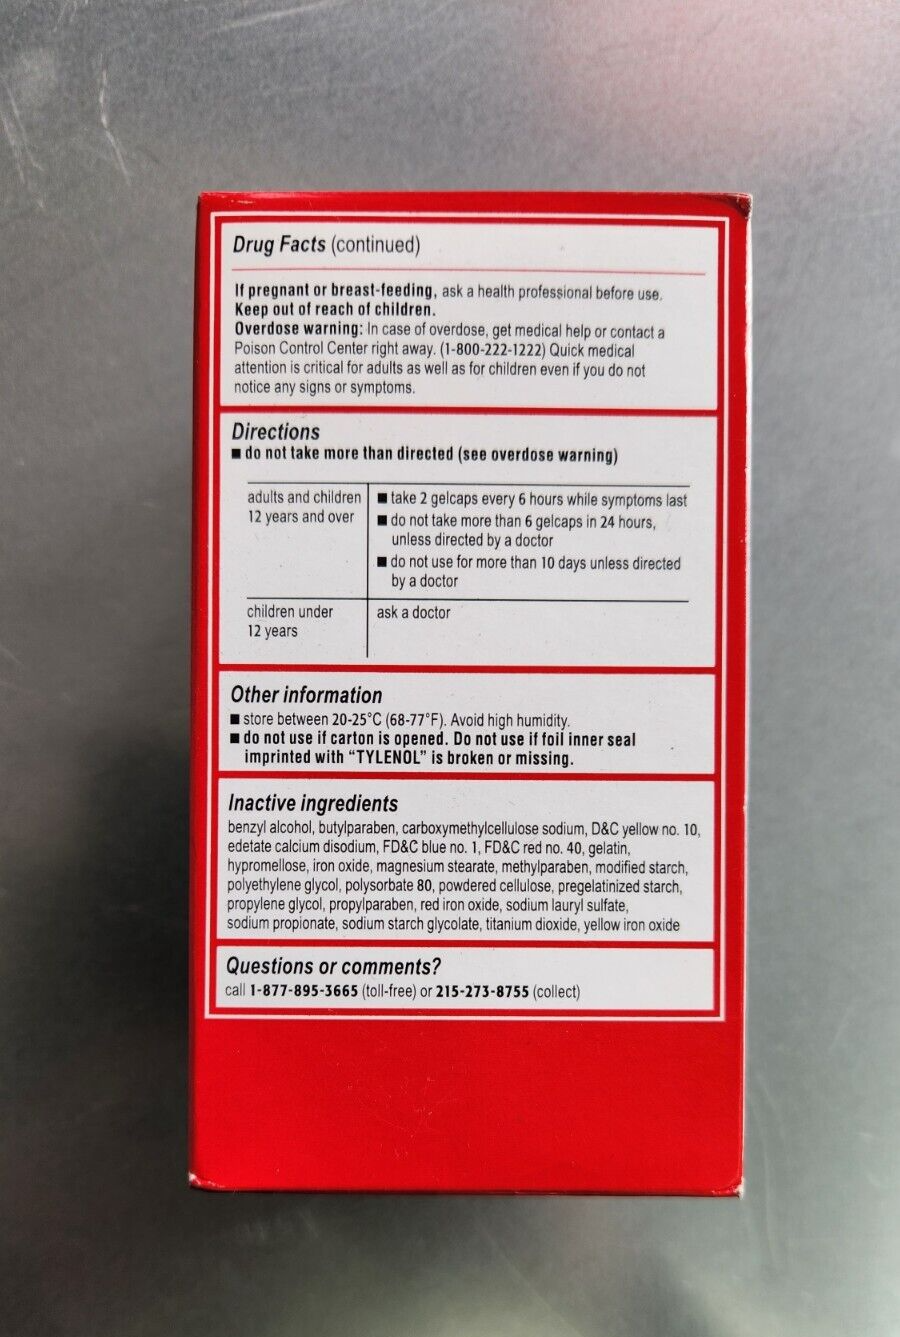 Drug Facts (continued)
If pregnant or breast-feeding, ask a health professional before use.
Keep out of reach of children.
Overdose warning: In case of overdose, get medical help or contact a
Poison Control Center right away. (1-800-222-1222) Quick medical
attention is critical for adults as well as for children even if you do not
notice any signs or symptoms.
Directions
■ do not take more than directed (see overdose warning)
adults and children
12 years and over
■ take 2 gelcaps every 6 hours while symptoms last
■ do not take more than 6 gelcaps in 24 hours,
unless directed by a doctor
■ do not use for more than 10 days unless directed
by a doctor
children under
12 years
ask a doctor
Other information
■ store between 20-25°C (68-77°F). Avoid high humidity.
■ do not use if carton is opened. Do not use if foil inner seal
imprinted with “TYLENOL” is broken or missing.
Inactive ingredients
benzyl alcohol, butylparaben, carboxymethylcellulose sodium, D&C yellow no. 10,
edetate calcium disodium, FD&C blue no. 1, FD&C red no. 40, gelatin,
hypromellose, iron oxide, magnesium stearate, methylparaben, modified starch,
polyethylene glycol, polysorbate 80, powdered cellulose, pregelatinized starch,
propylene glycol, propylparaben, red iron oxide, sodium lauryl sulfate,
sodium propionate, sodium starch glycolate, titanium dioxide, yellow iron oxide
Questions or comments?
call 1-877-895-3665 (toll-free) or 215-273-8755 (collect)